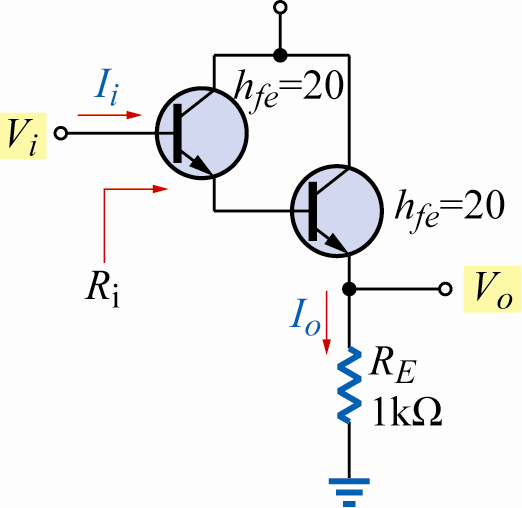 h_fe=20
I_i
V_i
h_fe=20
R_i
V_o
I_o
R_E
1kΩ